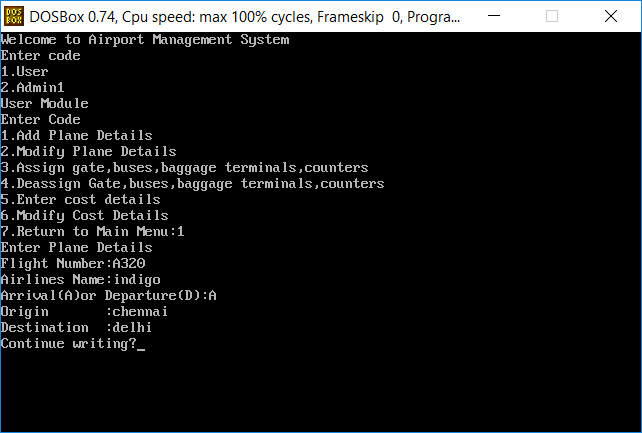 DOSBox 0.74, Cpu speed: max 100% cycles, Frameskip  0, Progra...
Welcome to Airport Management System
Enter code
1.User
2.Admin1
User Module
Enter Code
1.Add Plane Details
2.Modify Plane Details
3.Assign gate,buses,baggage terminals,counters
4.Deassign Gate,buses,baggage terminals,counters
5.Enter cost details
6.Modify Cost Details
7.Return to Main Menu:1
Enter Plane Details
Flight Number:A320
Airlines Name:indigo
Arrival(A)or Departure(D):A
Origin       :chennai
Destination  :delhi
Continue writing?_